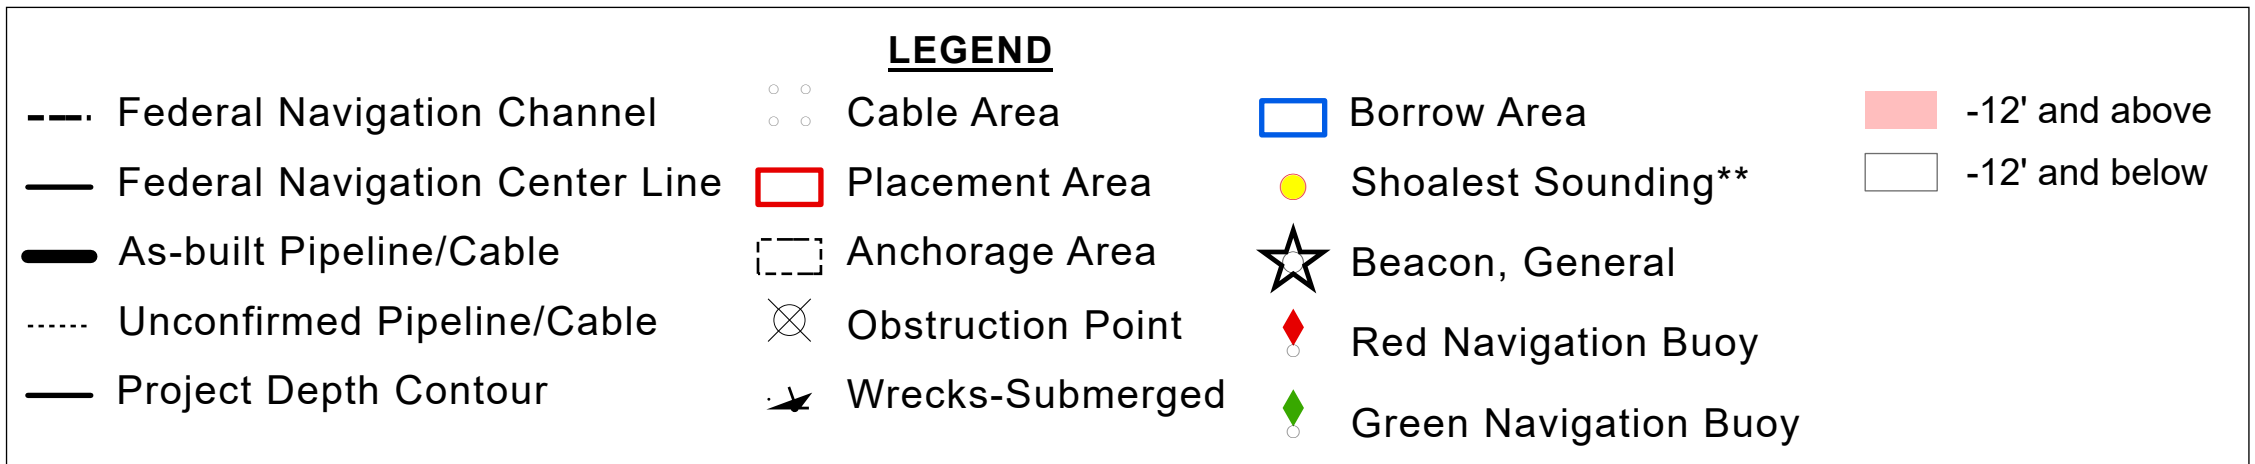 LEGEND
Federal Navigation Channel
Federal Navigation Center Line
As-built Pipeline/Cable
Unconfirmed Pipeline/Cable
Project Depth Contour
Cable Area
Placement Area
Anchorage Area
Obstruction Point
Wrecks-Submerged
Borrow Area
Shoalest Sounding**
Beacon, General
Red Navigation Buoy
Green Navigation Buoy
-12' and above
-12' and below